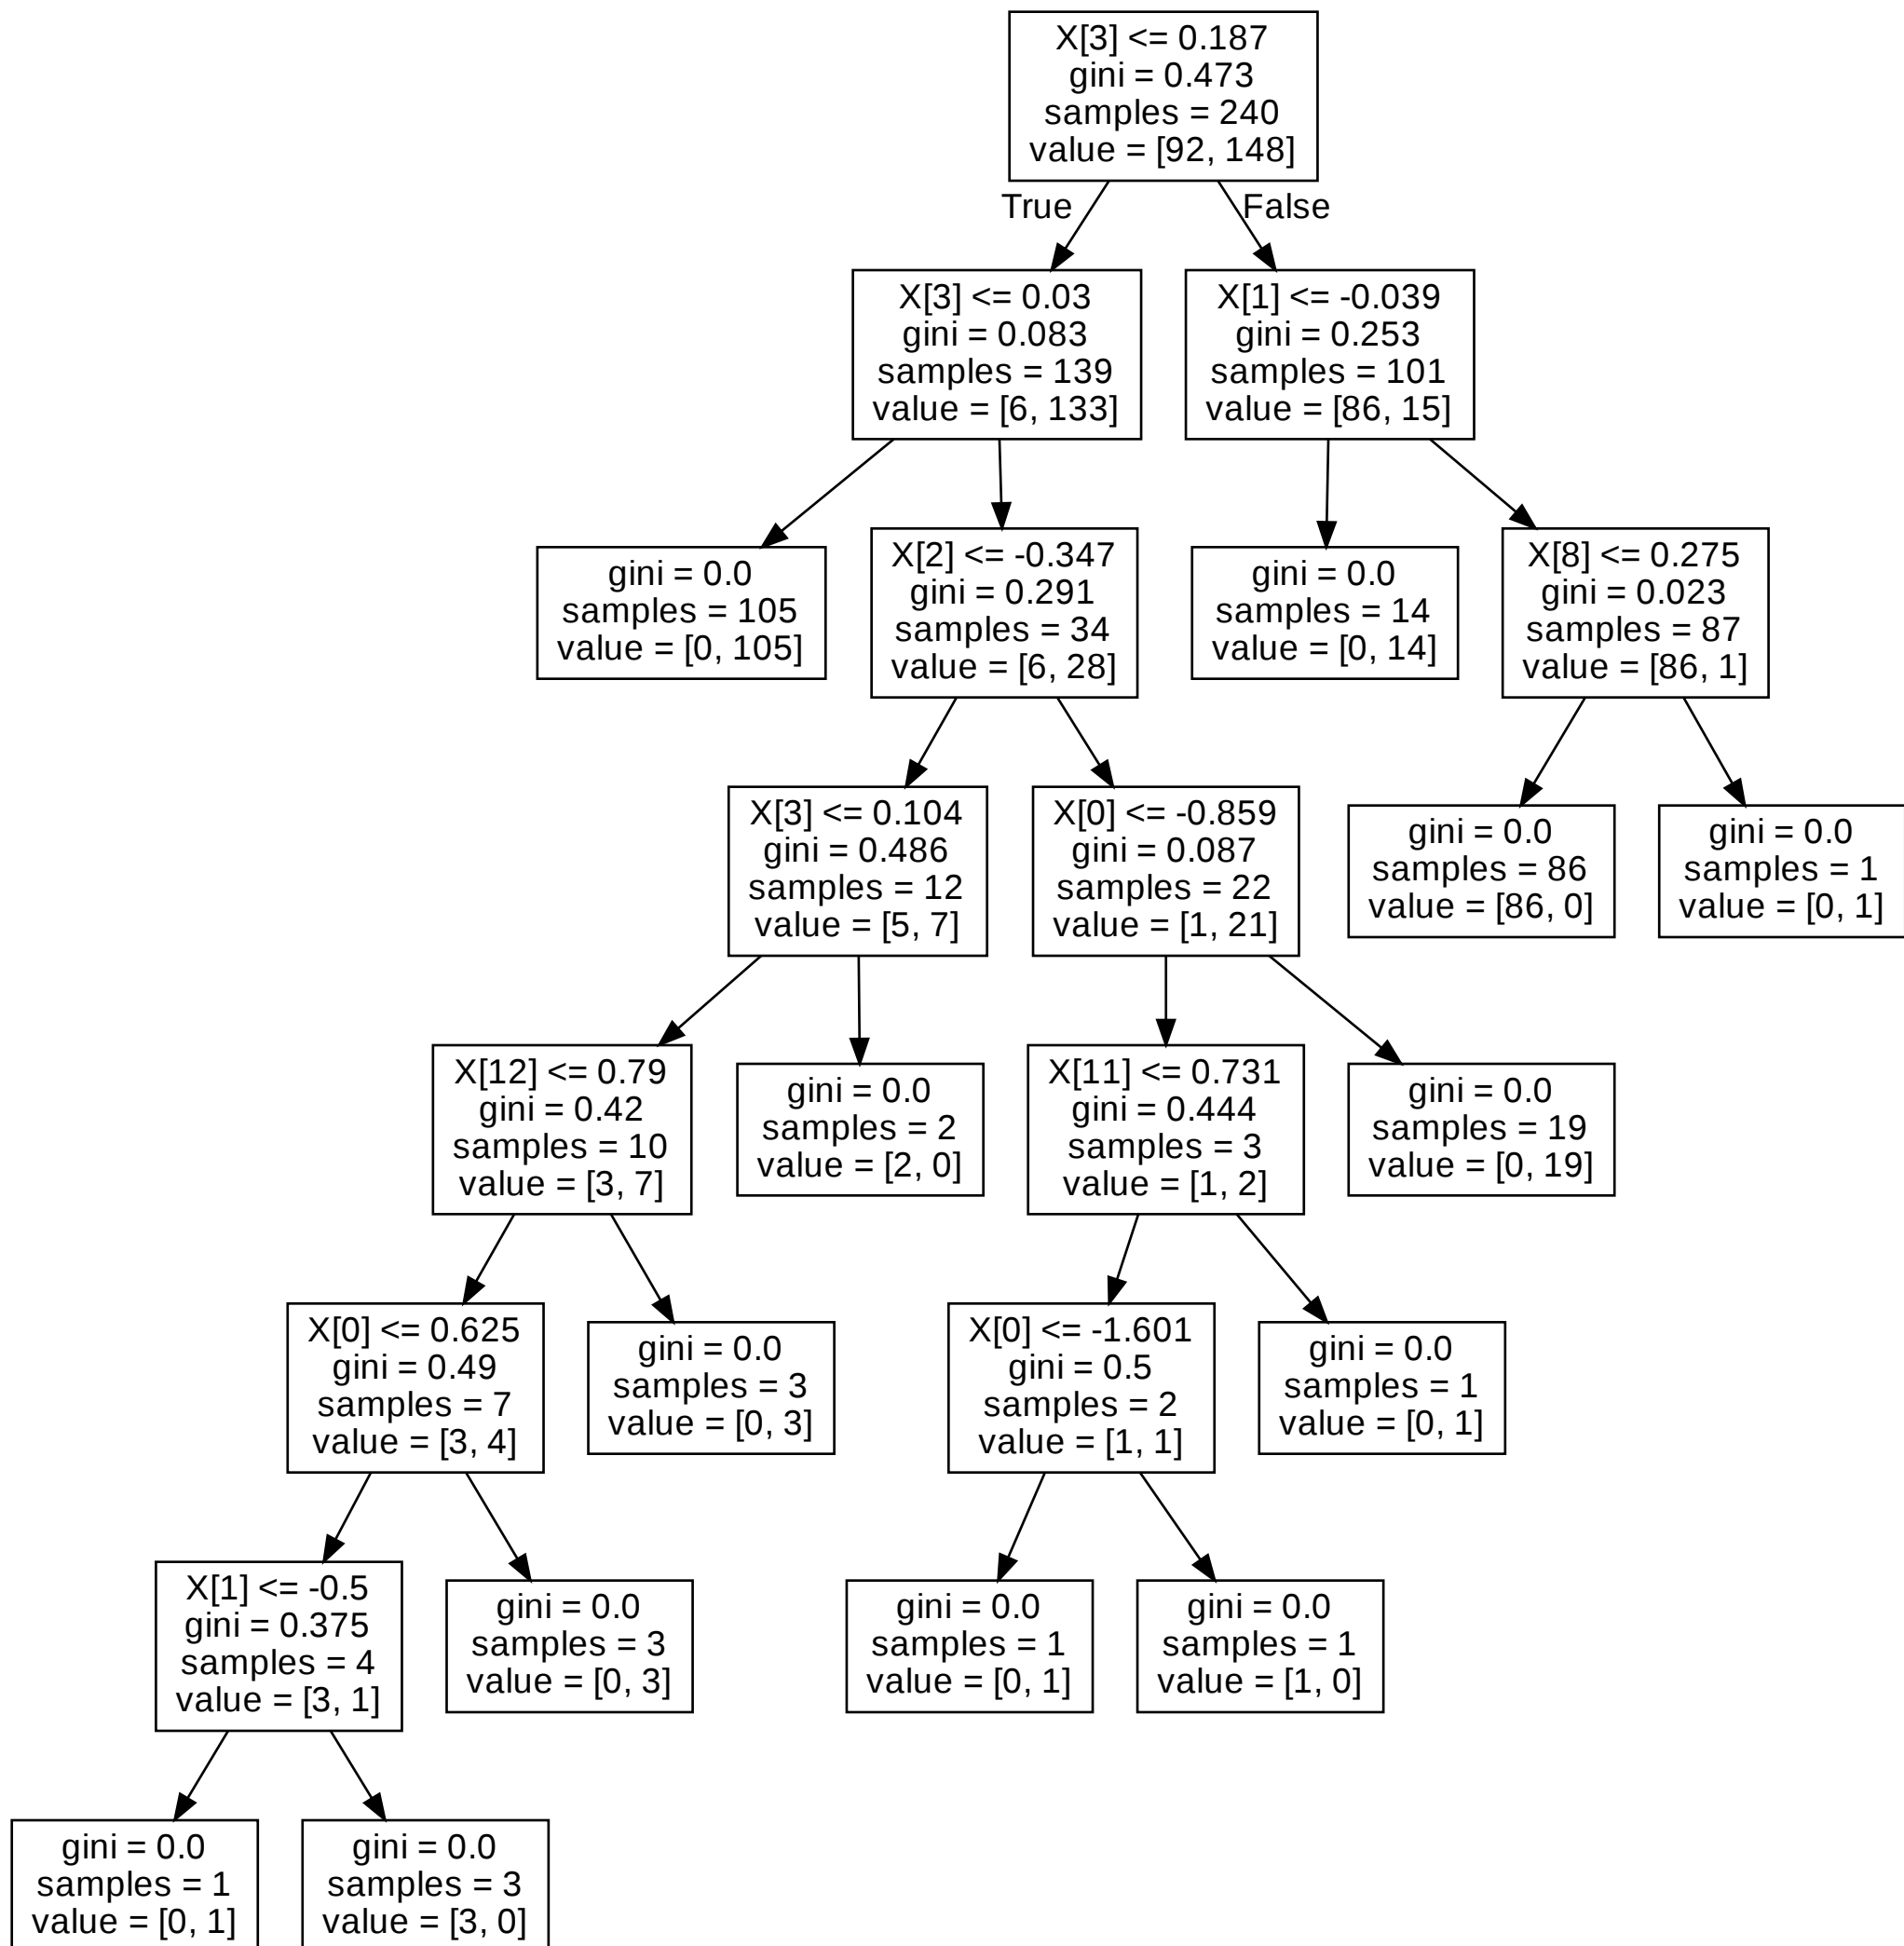 X[3] <= 0.187
gini = 0.473
samples = 240
value = [92, 148]
True
False
X[3] <= 0.03
gini = 0.083
samples = 139
value = [6, 133]
X[1] <= -0.039
gini = 0.253
samples = 101
value = [86, 15]
gini = 0.0
samples = 105
value = [0, 105]
X[2] <= -0.347
gini = 0.291
samples = 34
value = [6, 28]
gini = 0.0
samples = 14
value = [0, 14]
X[8] <= 0.275
gini = 0.023
samples = 87
value = [86, 1]
X[3] <= 0.104
gini = 0.486
samples = 12
value = [5, 7]
X[0] <= -0.859
gini = 0.087
samples = 22
value = [1, 21]
gini = 0.0
samples = 86
value = [86, 0]
gini = 0.0
samples = 1
value = [0, 1]
X[12] <= 0.79
gini = 0.42
samples = 10
value = [3, 7]
gini = 0.0
samples = 2
value = [2, 0]
X[11] <= 0.731
gini = 0.444
samples = 3
value = [1, 2]
gini = 0.0
samples = 19
value = [0, 19]
X[0] <= 0.625
gini = 0.49
samples = 7
value = [3, 4]
gini = 0.0
samples = 3
value = [0, 3]
X[0] <= -1.601
gini = 0.5
samples = 2
value = [1, 1]
gini = 0.0
samples = 1
value = [0, 1]
X[1] <= -0.5
gini = 0.375
samples = 4
value = [3, 1]
gini = 0.0
samples = 3
value = [0, 3]
gini = 0.0
samples = 1
value = [0, 1]
gini = 0.0
samples = 1
value = [1, 0]
gini = 0.0
samples = 1
value = [0, 1]
gini = 0.0
samples = 3
value = [3, 0]